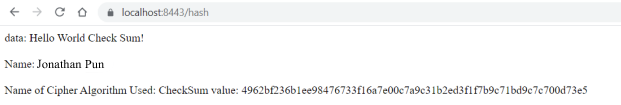 localhost:8443/hash
data: Hello World Check Sum!
Name: Jonathan Pun
Name of Cipher Algorithm Used: CheckSum value: 4962bf236b1ee98476733f16a7e00c7a9c31b2ed3f1f7b9c71bd9c7c700d73e5